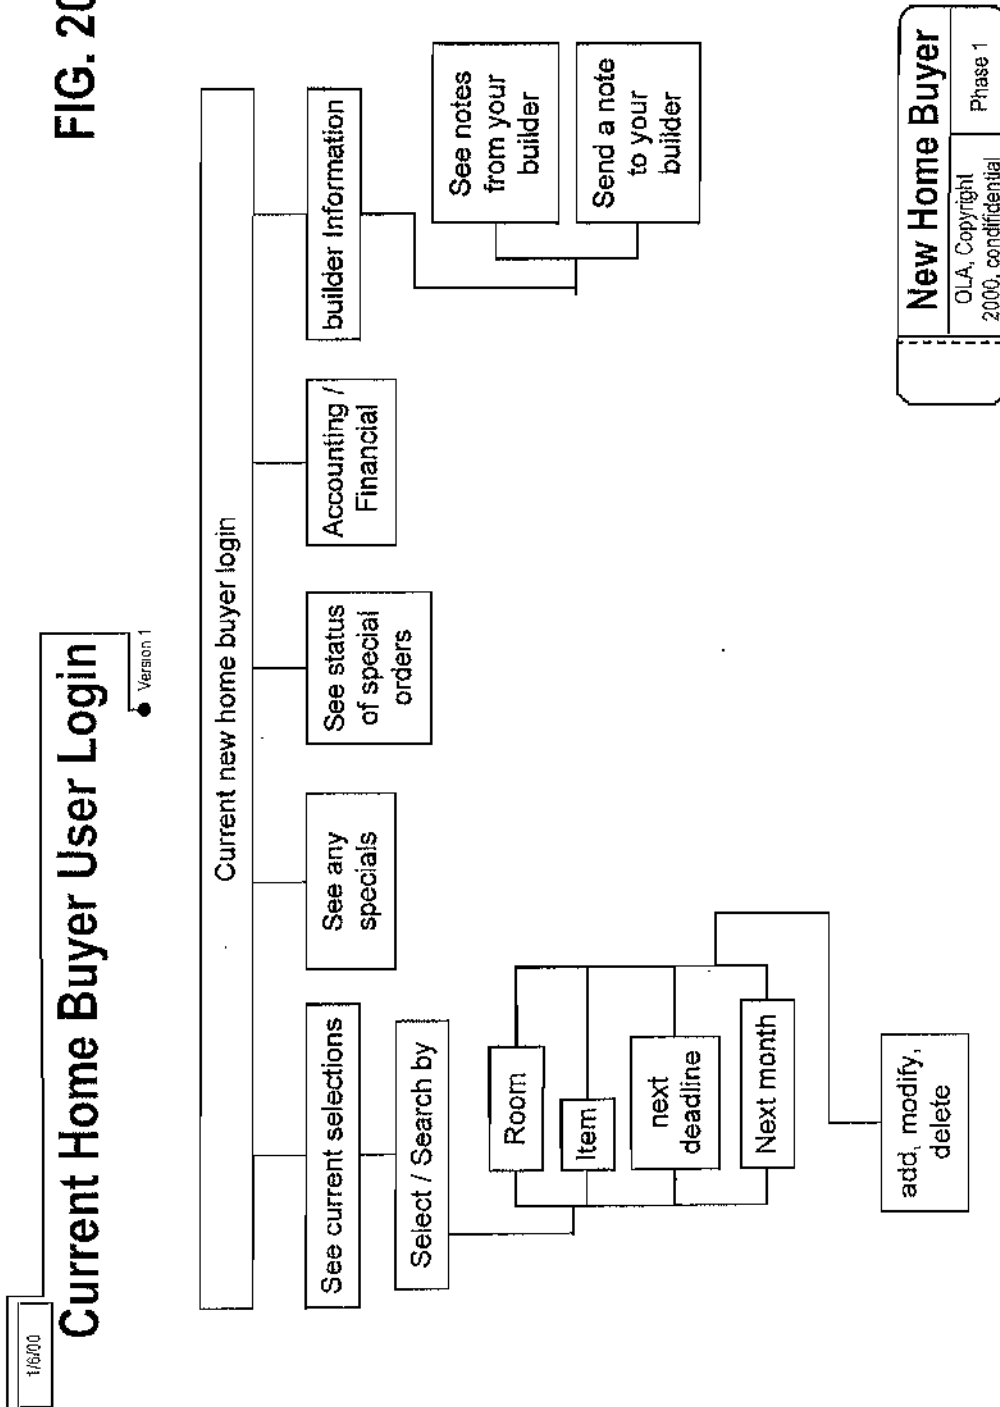 FIG. 20
1/6/00
Current Home Buyer User Login
Version 1
Current new home buyer login
See current selections
See any
specials
See status
of special
orders
Accounting /
Financial
builder Information
Select / Search by
Room
Item
next
deadline
Next month
add, modify,
delete
See notes
from your
builder
Send a note
to your
builder
New Home Buyer
OLA, Copyright
2000, condifidential
Phase 1